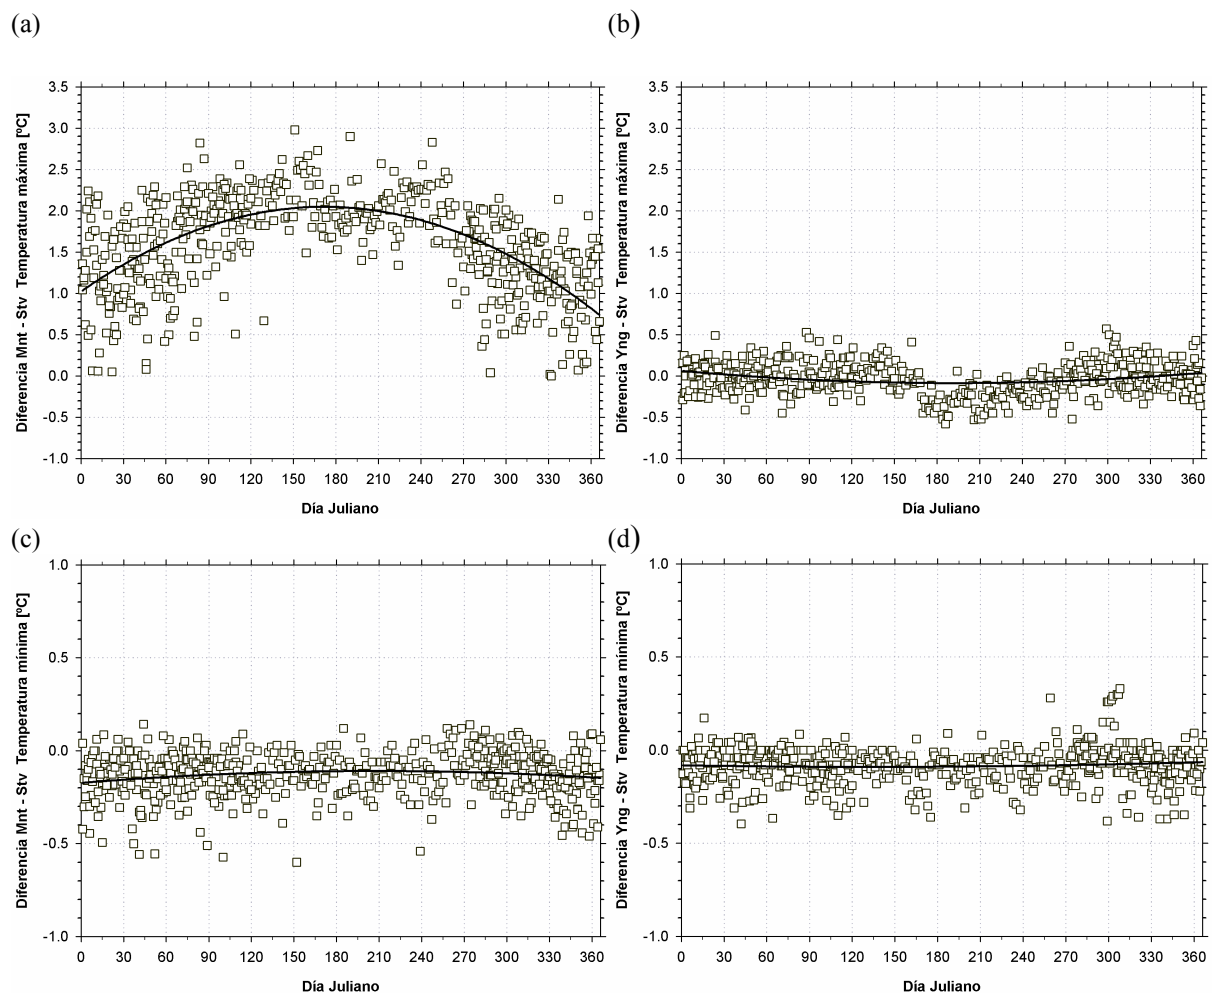 (a)
(b)
3.5
3.0
2.5
2.0
1.5
1.0
0.5
0.0
-0.5
-1.0
Diferencia Mnt - Stv Temperatura máxima [ºC]
0 30 60 90 120 150 180 210 240 270 300 330 360
Día Juliano
3.5
3.0
2.5
2.0
1.5
1.0
0.5
0.0
-0.5
-1.0
Diferencia Yng - Stv Temperatura máxima [ºC]
0 30 60 90 120 150 180 210 240 270 300 330 360
Día Juliano
(c)
(d)
1.0
0.5
0.0
-0.5
-1.0
Diferencia Mnt - Stv Temperatura mínima [ºC]
0 30 60 90 120 150 180 210 240 270 300 330 360
Día Juliano
1.0
0.5
0.0
-0.5
-1.0
Diferencia Yng - Stv Temperatura mínima [ºC]
0 30 60 90 120 150 180 210 240 270 300 330 360
Día Juliano